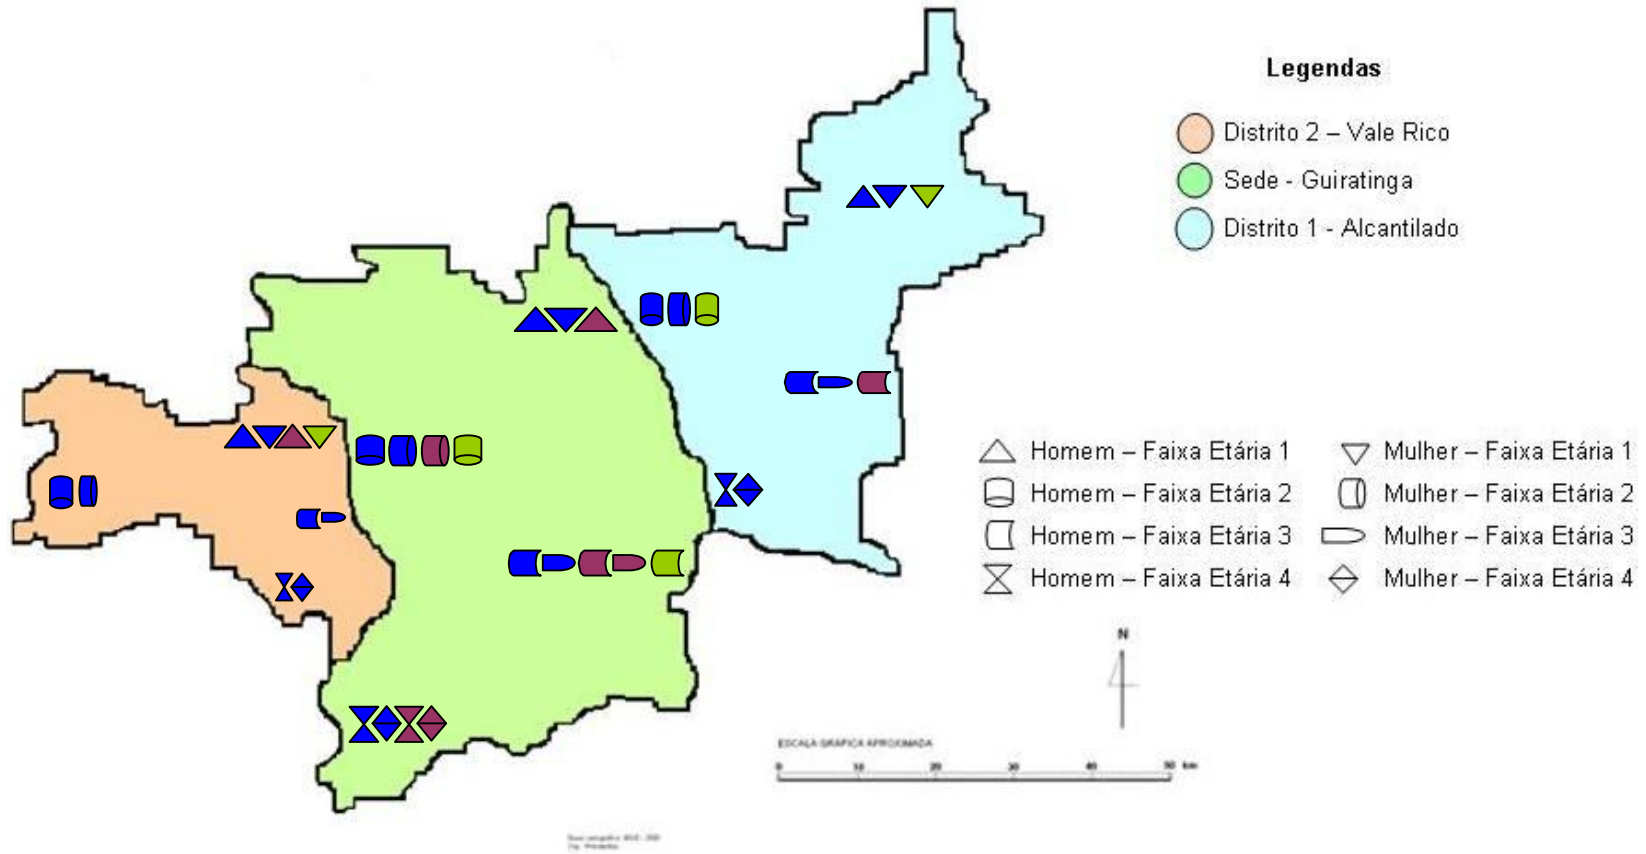 Legendas
Distrito 2 – Vale Rico
Sede - Guiratinga
Distrito 1 - Alcantilado
Homem – Faixa Etária 1
Mulher – Faixa Etária 1
Homem – Faixa Etária 2
Mulher – Faixa Etária 2
Homem – Faixa Etária 3
Mulher – Faixa Etária 3
Homem – Faixa Etária 4
Mulher – Faixa Etária 4
N
ESCALA GRÁFICA APROXIMADA
0 10 20 30 40 50 km